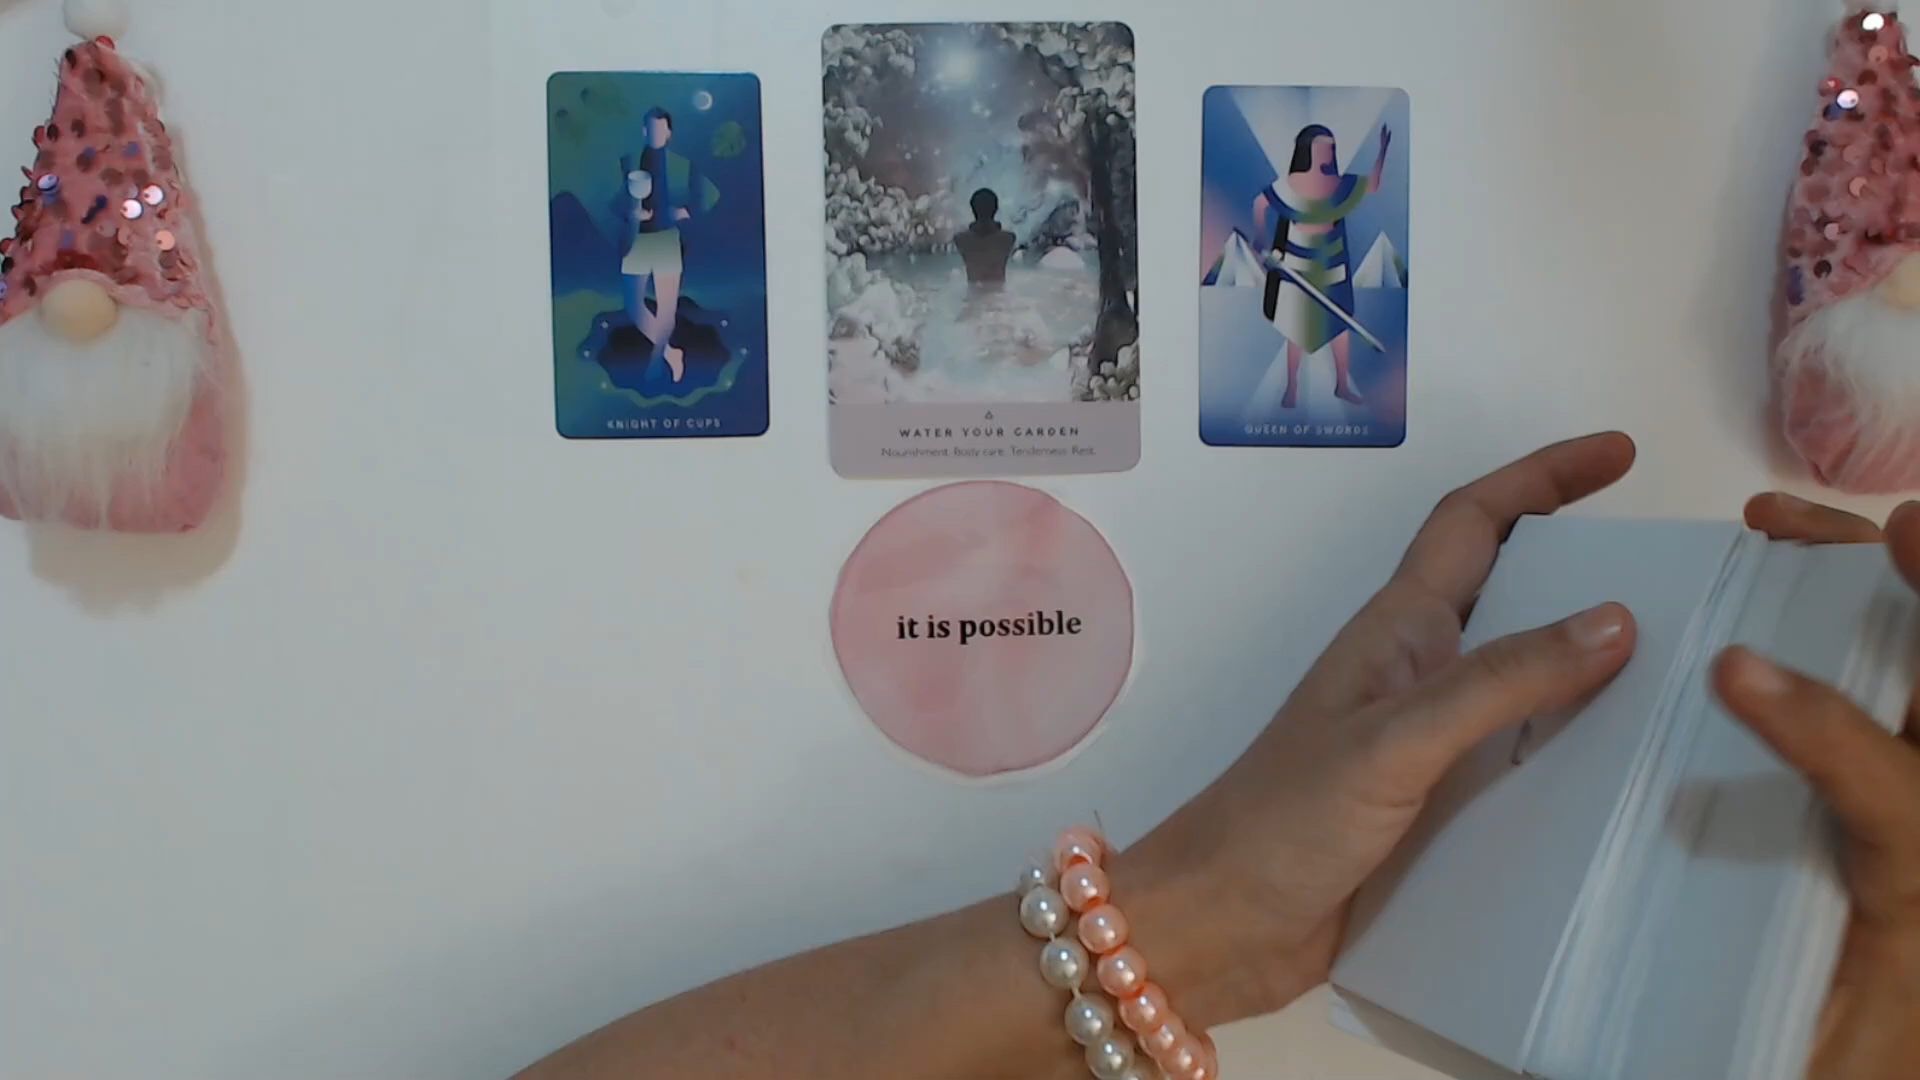 KNIGHT OF CUPS
WATER YOUR GARDEN
Nourishment. Body care. Tenderness. Rest.
QUEEN OF SWORDS
it is possible